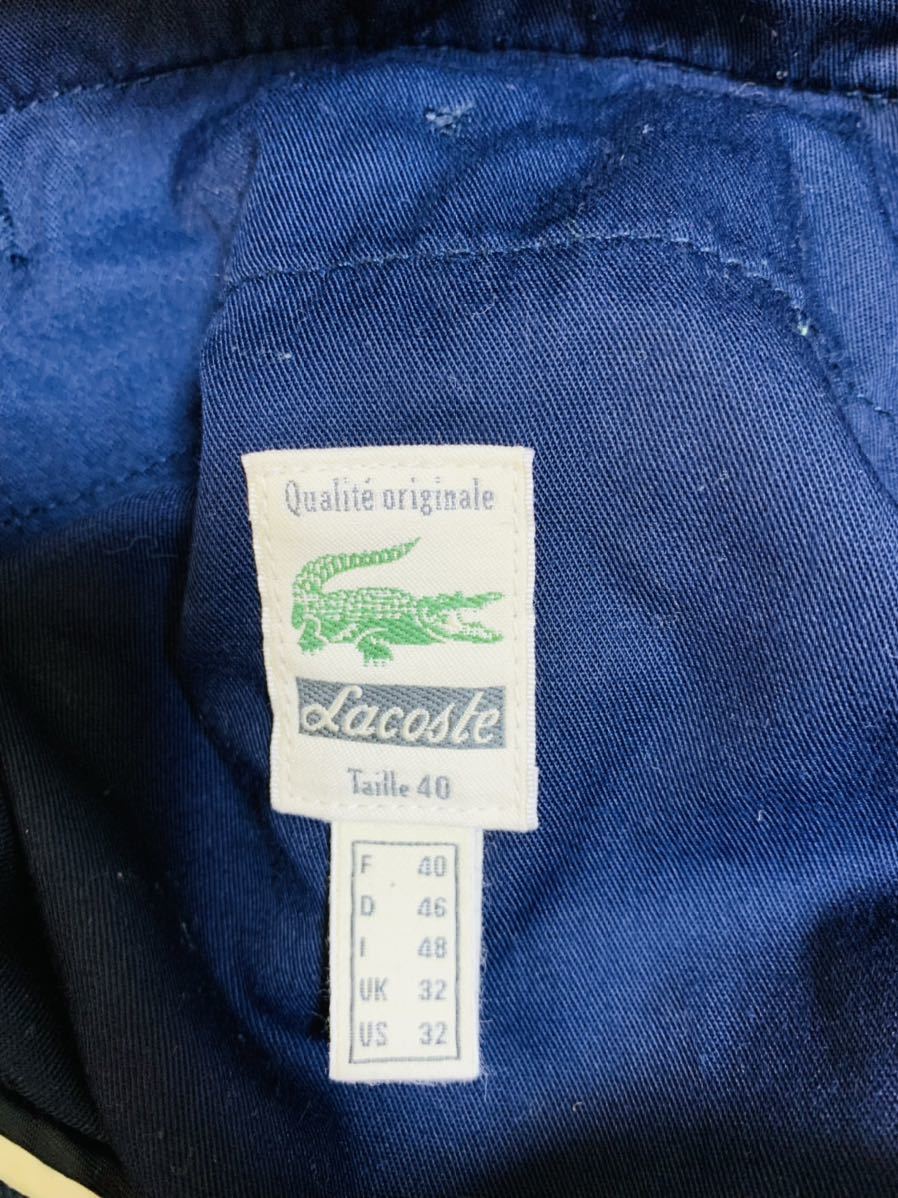 Qualité originale
Lacoste
Taille 40
F 40
D 46
I 48
UK 32
US 32